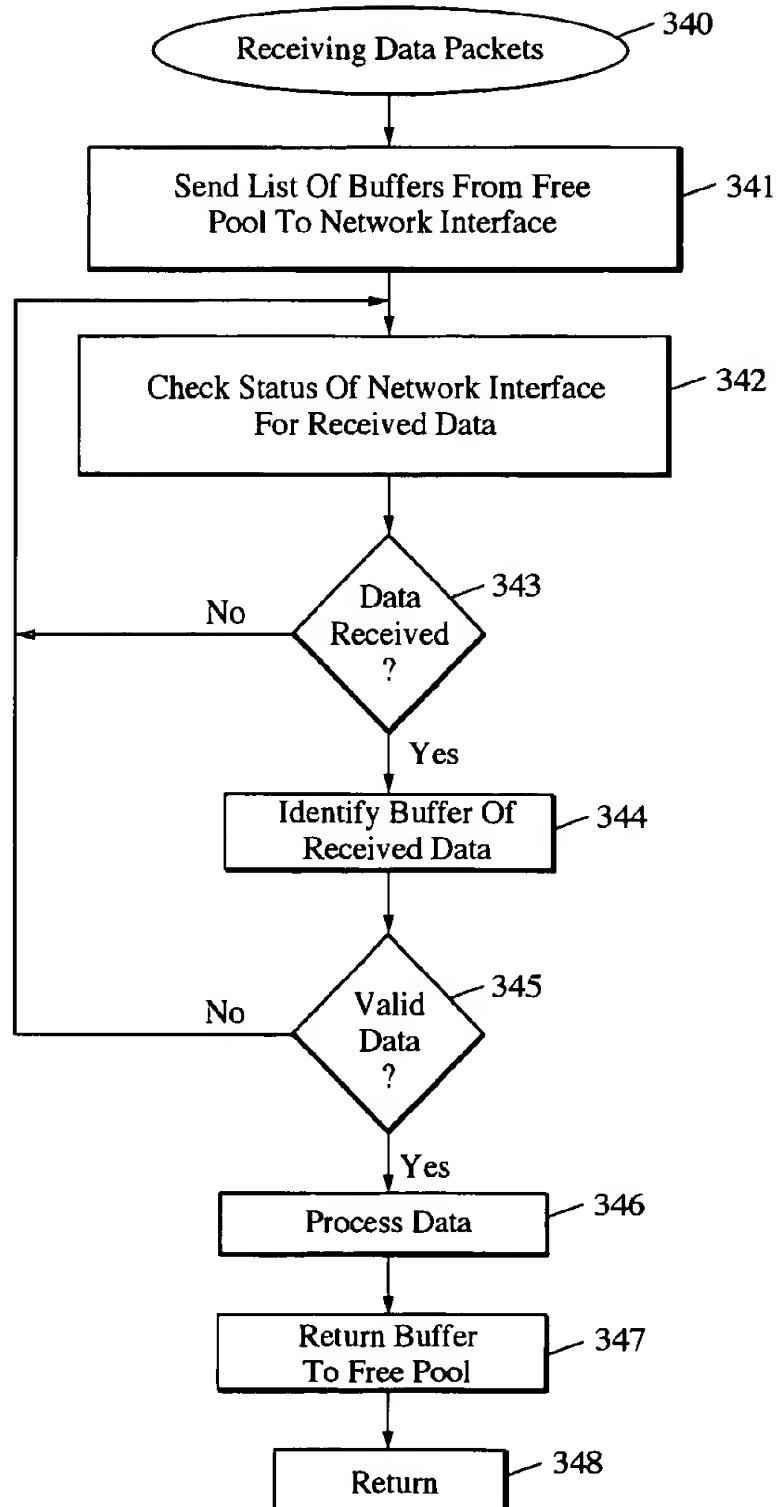 Receiving Data Packets
340
Send List Of Buffers From Free
Pool To Network Interface
341
Check Status Of Network Interface
For Received Data
342
Data
Received
?
343
No
Yes
Identify Buffer Of
Received Data
344
Valid
Data
?
345
No
Yes
Process Data
346
Return Buffer
To Free Pool
347
Return
348